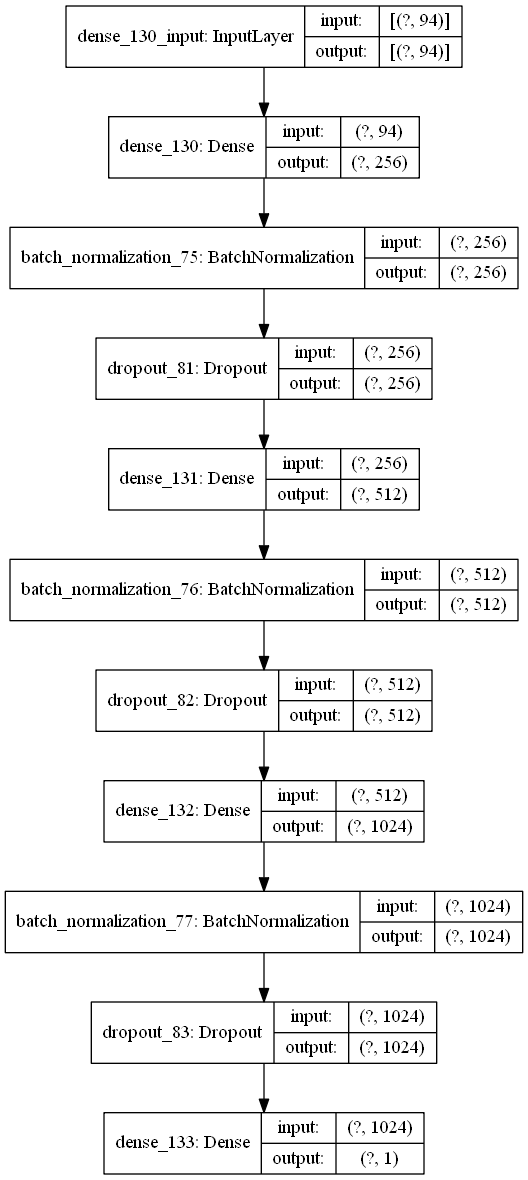 dense_130_input: InputLayer
input: [(?, 94)]
output: [(?, 94)]
dense_130: Dense
input: (?, 94)
output: (?, 256)
batch_normalization_75: BatchNormalization
input: (?, 256)
output: (?, 256)
dropout_81: Dropout
input: (?, 256)
output: (?, 256)
dense_131: Dense
input: (?, 256)
output: (?, 512)
batch_normalization_76: BatchNormalization
input: (?, 512)
output: (?, 512)
dropout_82: Dropout
input: (?, 512)
output: (?, 512)
dense_132: Dense
input: (?, 512)
output: (?, 1024)
batch_normalization_77: BatchNormalization
input: (?, 1024)
output: (?, 1024)
dropout_83: Dropout
input: (?, 1024)
output: (?, 1024)
dense_133: Dense
input: (?, 1024)
output: (?, 1)